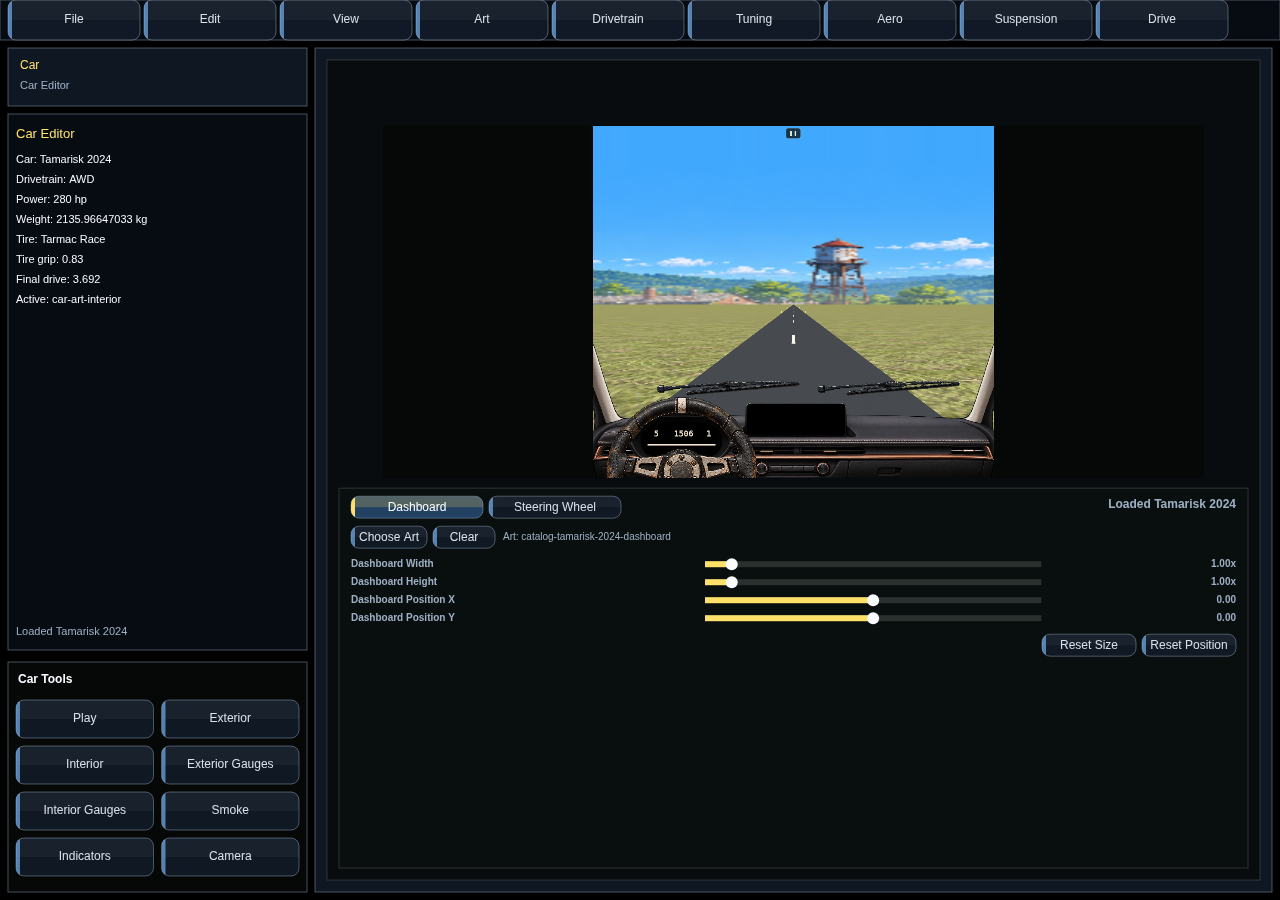 File Edit View Art Drivetrain Tuning Aero Suspension Drive
Car
Car Editor
Car Editor
Car: Tamarisk 2024
Drivetrain: AWD
Power: 280 hp
Weight: 2135.96647033 kg
Tire: Tarmac Race
Tire grip: 0.83
Final drive: 3.692
Active: car-art-interior
Loaded Tamarisk 2024
Car Tools
Play Exterior
Interior Exterior Gauges
Interior Gauges Smoke
Indicators Camera
5 1506 1
Dashboard Steering Wheel Loaded Tamarisk 2024
Choose Art Clear Art: catalog-tamarisk-2024-dashboard
Dashboard Width 1.00x
Dashboard Height 1.00x
Dashboard Position X 0.00
Dashboard Position Y 0.00
Reset Size Reset Position